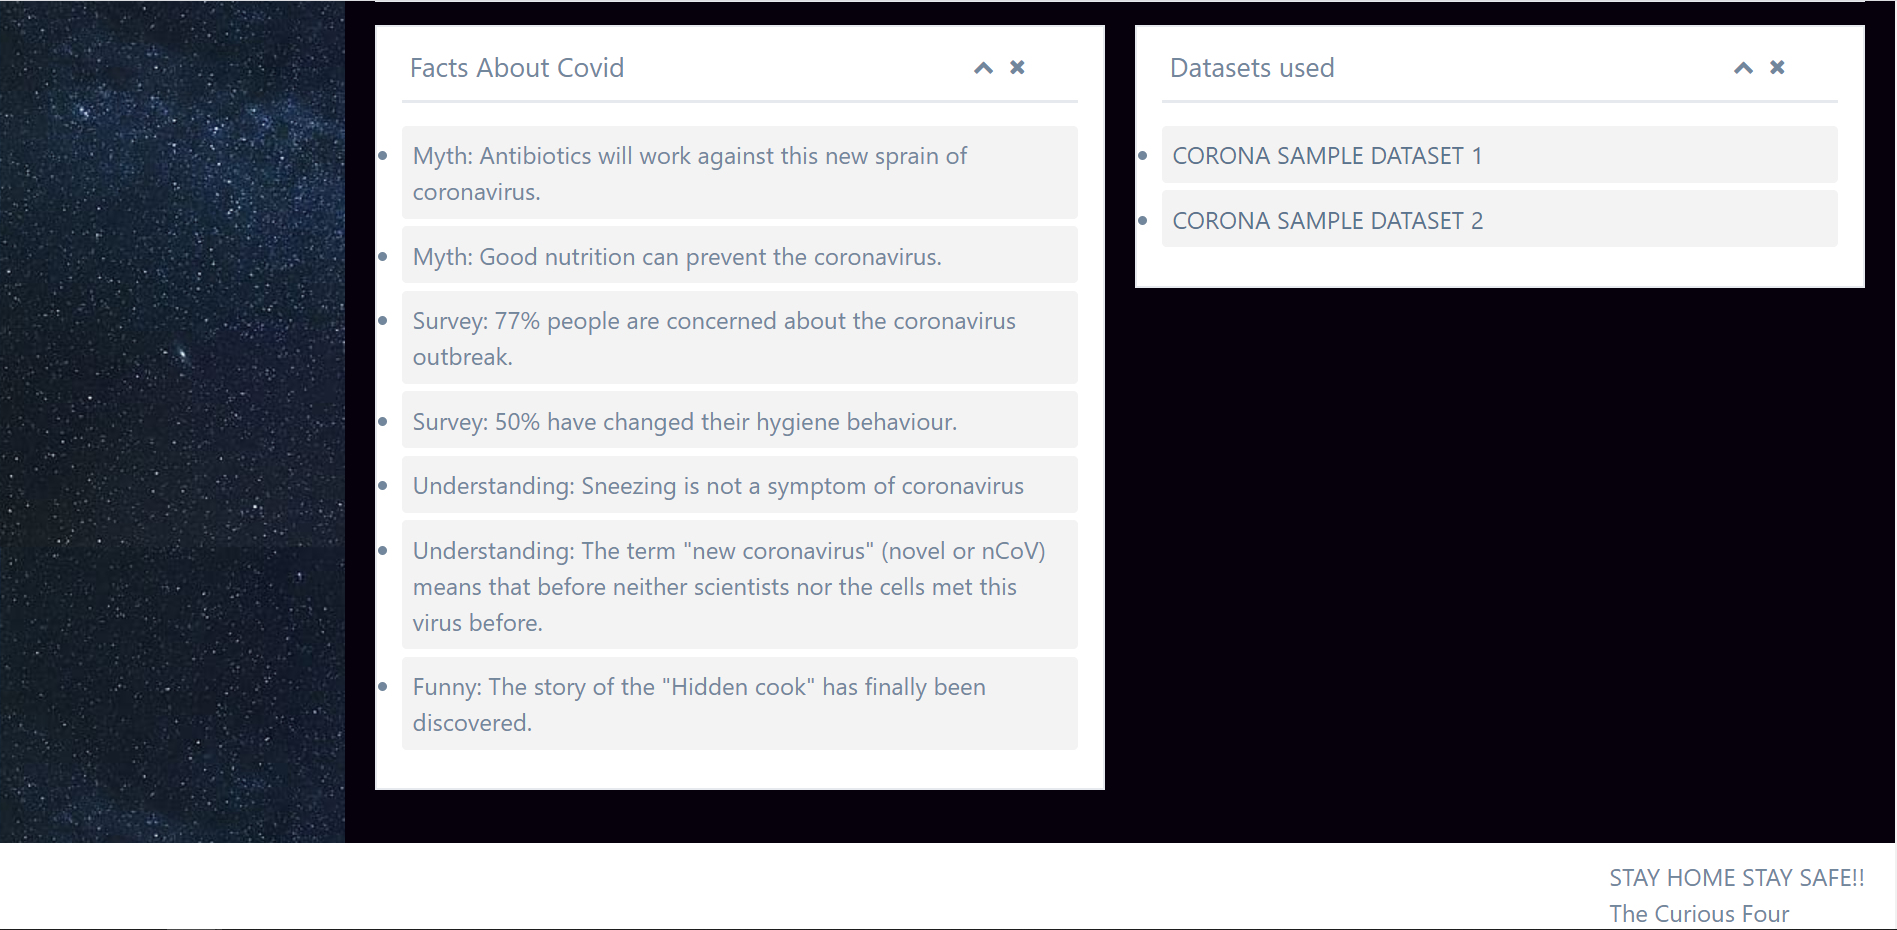 Facts About Covid
Myth: Antibiotics will work against this new sprain of
coronavirus.
Myth: Good nutrition can prevent the coronavirus.
Survey: 77% people are concerned about the coronavirus
outbreak.
Survey: 50% have changed their hygiene behaviour.
Understanding: Sneezing is not a symptom of coronavirus
Understanding: The term "new coronavirus" (novel or nCoV)
means that before neither scientists nor the cells met this
virus before.
Funny: The story of the "Hidden cook" has finally been
discovered.
Datasets used
CORONA SAMPLE DATASET 1
CORONA SAMPLE DATASET 2
STAY HOME STAY SAFE!!
The Curious Four